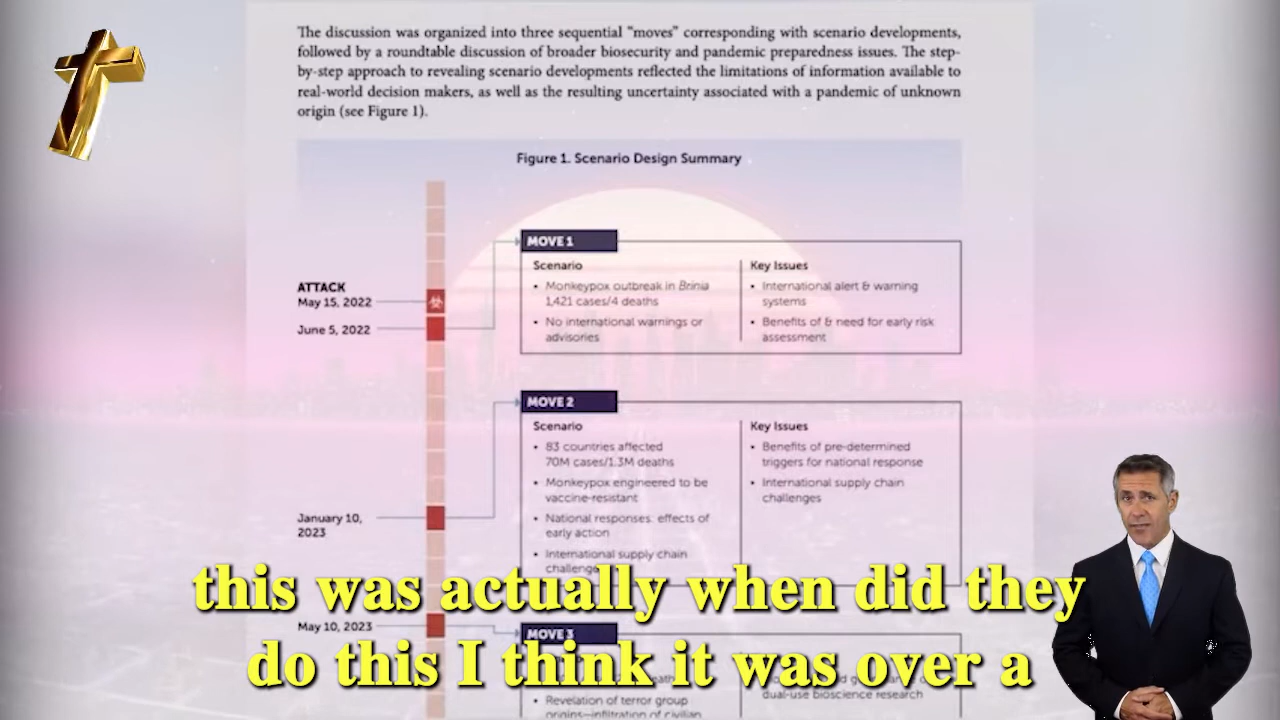 The discussion was organized into three sequential “moves” corresponding with scenario developments,
followed by a roundtable discussion of broader biosecurity and pandemic preparedness issues. The step-
by-step approach to revealing scenario developments reflected the limitations of information available to
real-world decision makers, as well as the resulting uncertainty associated with a pandemic of unknown
origin (see Figure 1).
Figure 1. Scenario Design Summary
ATTACK
May 15, 2022
June 5, 2022
MOVE 1
Scenario
• Monkeypox outbreak in Brinia
1,421 cases/4 deaths
• No international warnings or
advisories
Key Issues
• International alert & warning
systems
• Benefits of & need for early risk
assessment
January 10,
2023
MOVE 2
Scenario
• 83 countries affected
70M cases/1.3M deaths
• Monkeypox engineered to be
vaccine-resistant
• National responses: effects of
early action
• International supply chain
Key Issues
• Benefits of pre-determined
triggers for national response
• International supply chain
challenges
May 10, 2023
MOVE 3
• Revelation of terror group
origins—infiltration of civilian
dual-use bioscience research
this was actually when did they
do this I think it was over a